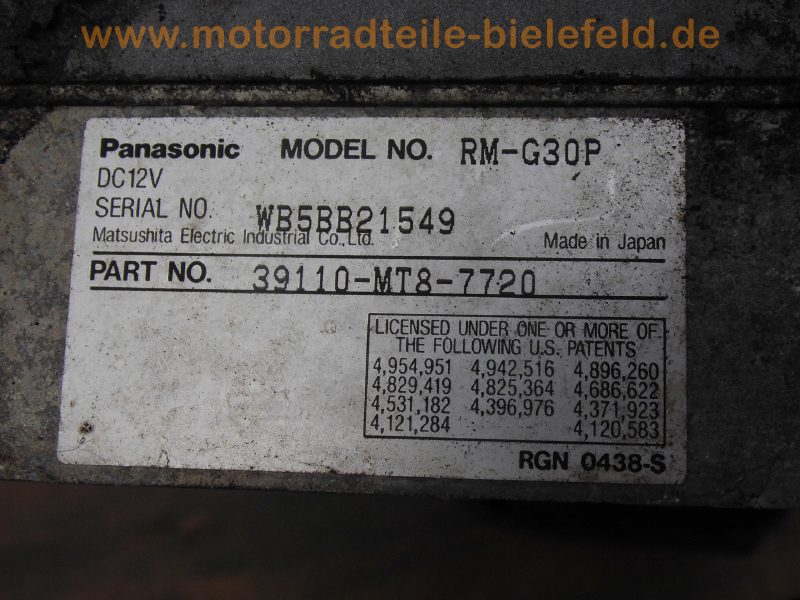 www.motorradteile-bielefeld.de
Panasonic MODEL NO. RM-G30P
DC12V
SERIAL NO. WB5BB21549
Matsushita Electric Industrial Co., Ltd. Made in Japan
PART NO. 39110-MT8-7720
LICENSED UNDER ONE OR MORE OF
THE FOLLOWING U.S. PATENTS
4,954,951 4,942,516 4,896,260
4,829,419 4,825,364 4,686,622
4,531,182 4,396,976 4,371,923
4,121,284 4,120,583
RGN 0438-S